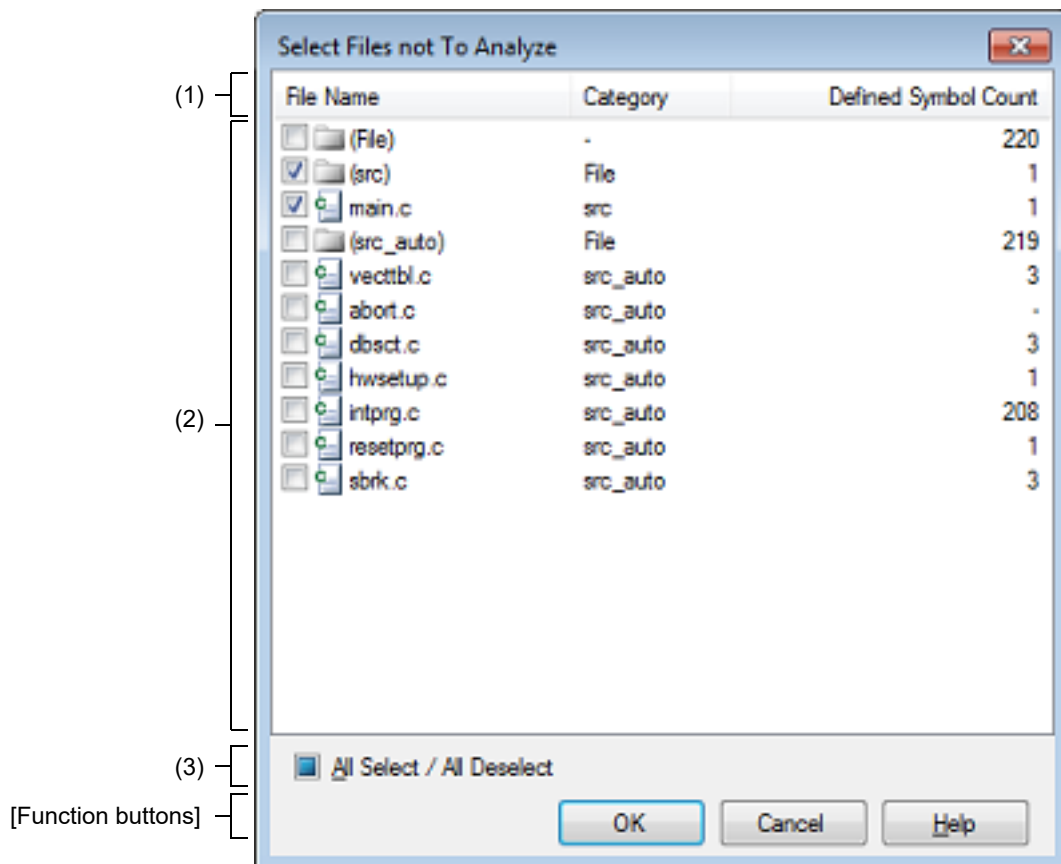 Select Files not To Analyze
(1)
File Name Category Defined Symbol Count
(File) - 220
(src) File 1
main.c src 1
(src_auto) File 219
vecttbl.c src_auto 3
abort.c src_auto -
dbsct.c src_auto 3
hwsetup.c src_auto 1
(2)
intprg.c src_auto 208
resetprg.c src_auto 1
sbrk.c src_auto 3
(3)
All Select / All Deselect
[Function buttons]
OK Cancel Help